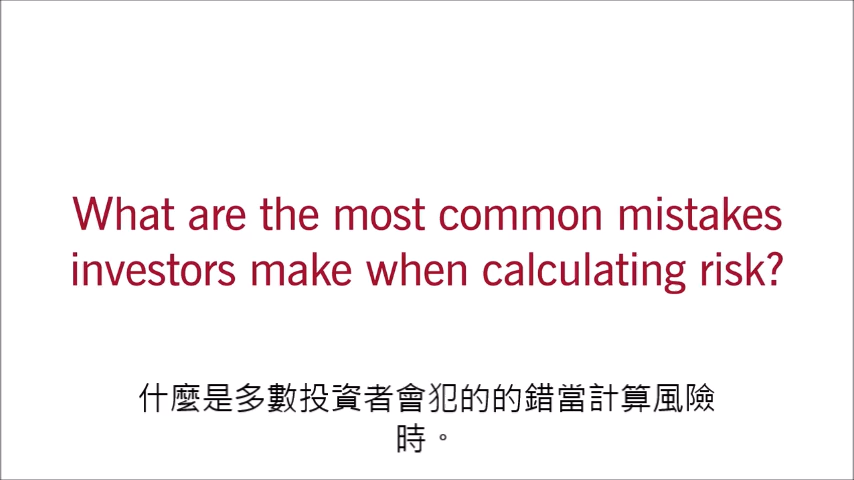 What are the most common mistakes
investors make when calculating risk?
什麼是多數投資者會犯的的錯當計算風險
時。